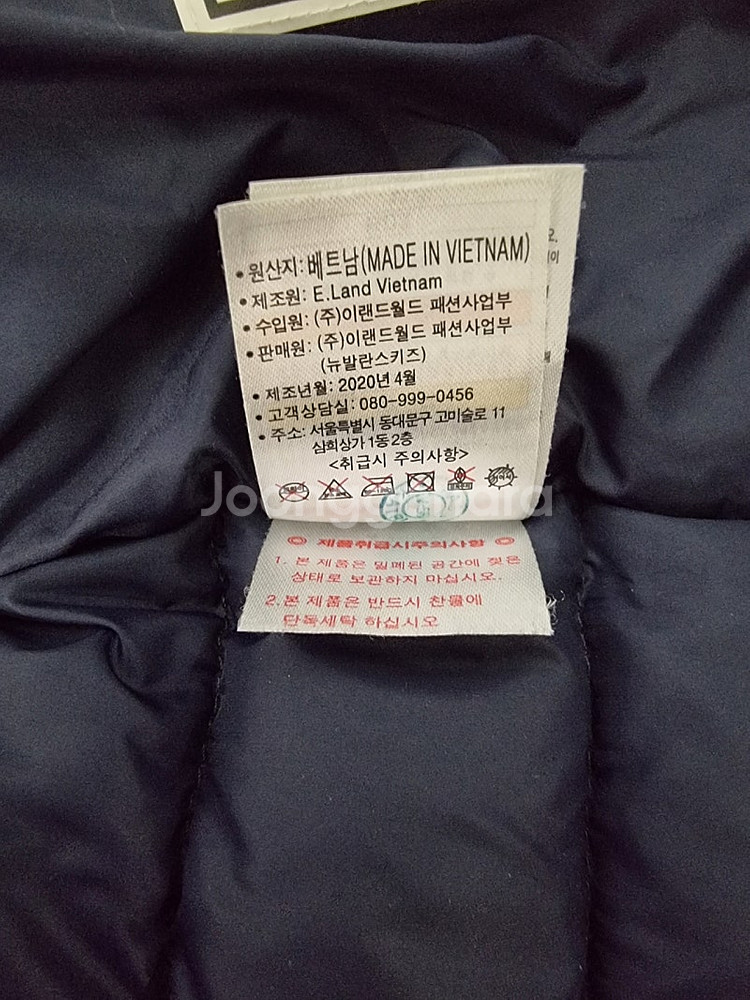 • 원산지: 베트남(MADE IN VIETNAM)
• 제조원: E.Land Vietnam
• 수입원: (주)이랜드월드 패션사업부
• 판매원: (주)이랜드월드 패션사업부
(뉴발란스키즈)
• 제조년월: 2020년 4월
• 고객상담실: 080-999-0456
• 주소: 서울특별시 동대문구 고미술로 11
삼희상가 1동 2층
<취급시 주의사항>
Joonggonara
제품취급시주의사항
1. 본 제품은 밀폐된 공간에 젖은
상태로 보관하지 마십시오.
2.본 제품은 반드시 찬물에
단독세탁 하십시오